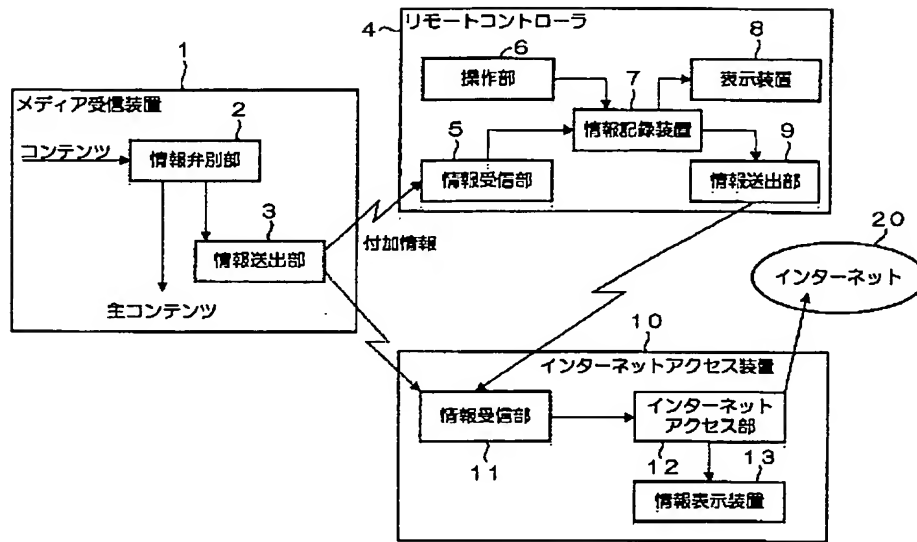 1
メディア受信装置
コンテンツ
2
情報弁別部
3
情報送出部
主コンテンツ
付加情報
4
リモートコントローラ
6
操作部
5
情報受信部
7
情報記録装置
8
表示装置
9
情報送出部
20
インターネット
10
インターネットアクセス装置
情報受信部
11
インターネット
アクセス部
12
13
情報表示装置